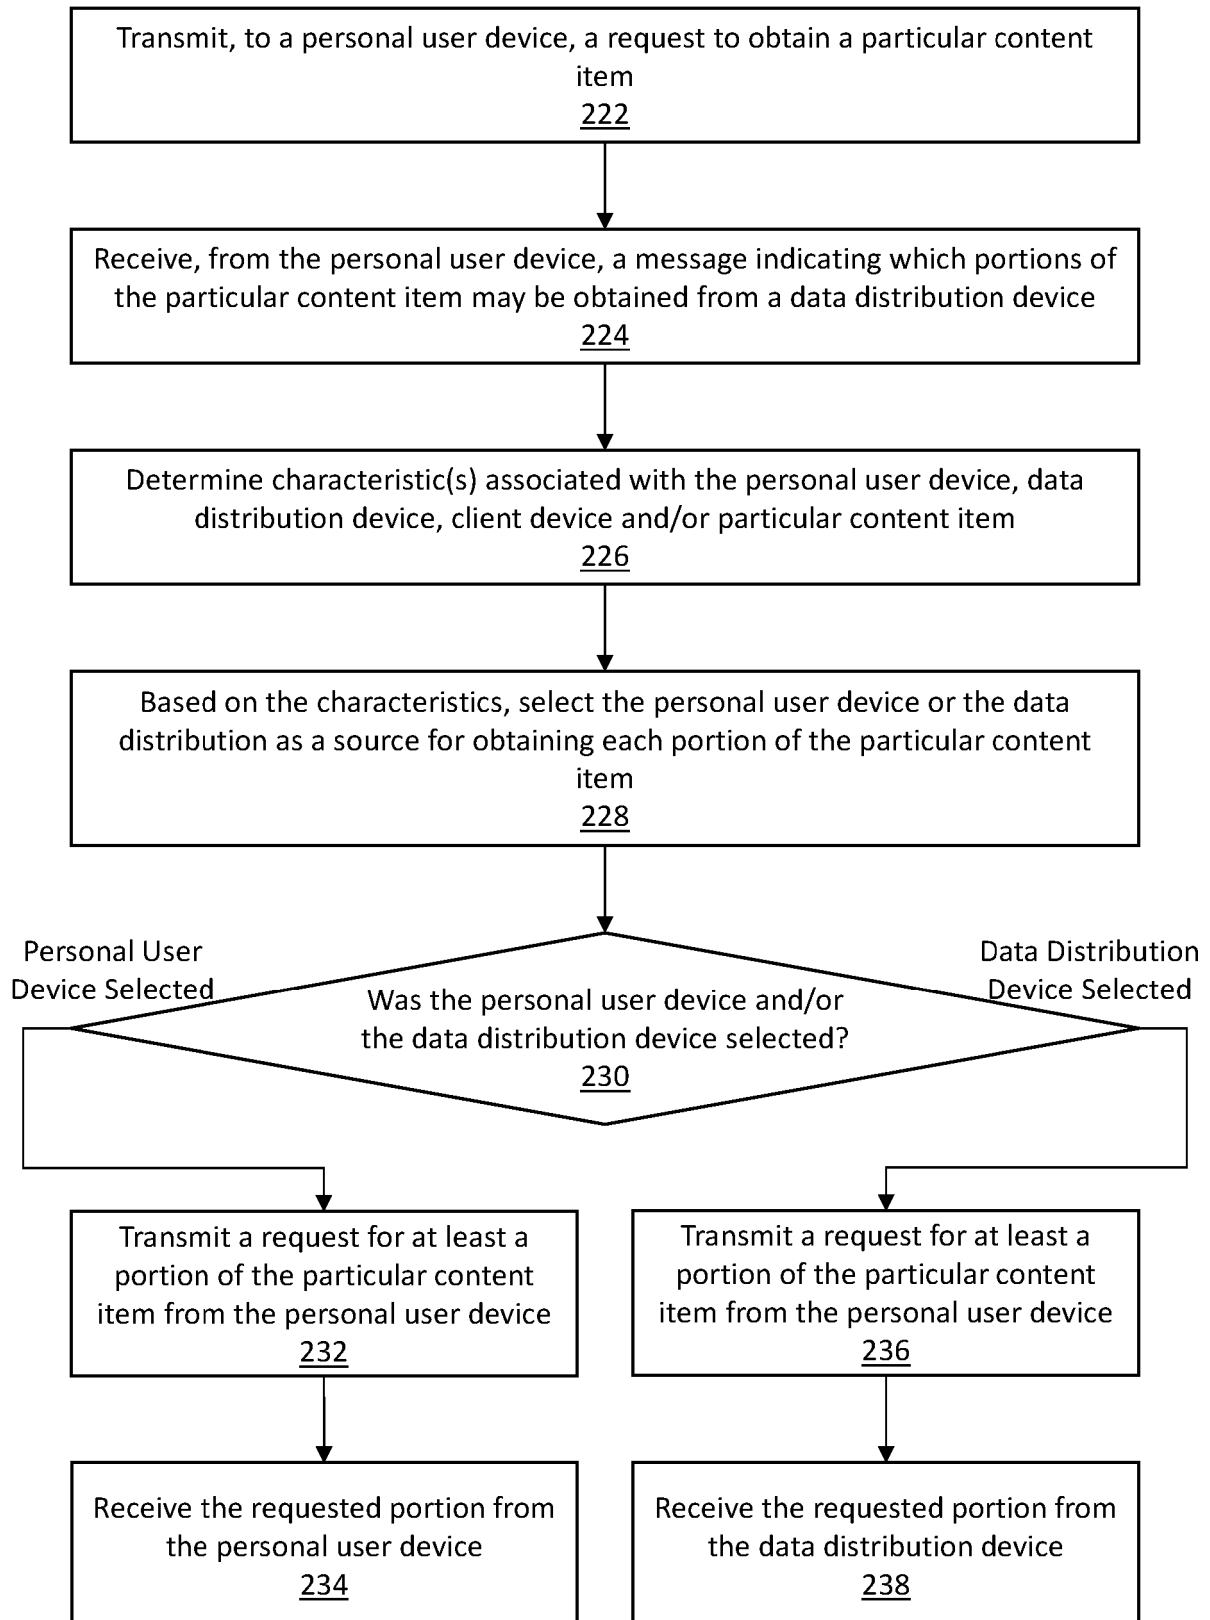 Transmit, to a personal user device, a request to obtain a particular content
item
222
Receive, from the personal user device, a message indicating which portions of
the particular content item may be obtained from a data distribution device
224
Determine characteristic(s) associated with the personal user device, data
distribution device, client device and/or particular content item
226
Based on the characteristics, select the personal user device or the data
distribution as a source for obtaining each portion of the particular content
item
228
Personal User
Device Selected
Data Distribution
Device Selected
Was the personal user device and/or
the data distribution device selected?
230
Transmit a request for at least a
portion of the particular content
item from the personal user device
232
Transmit a request for at least a
portion of the particular content
item from the personal user device
236
Receive the requested portion from
the personal user device
234
Receive the requested portion from
the data distribution device
238